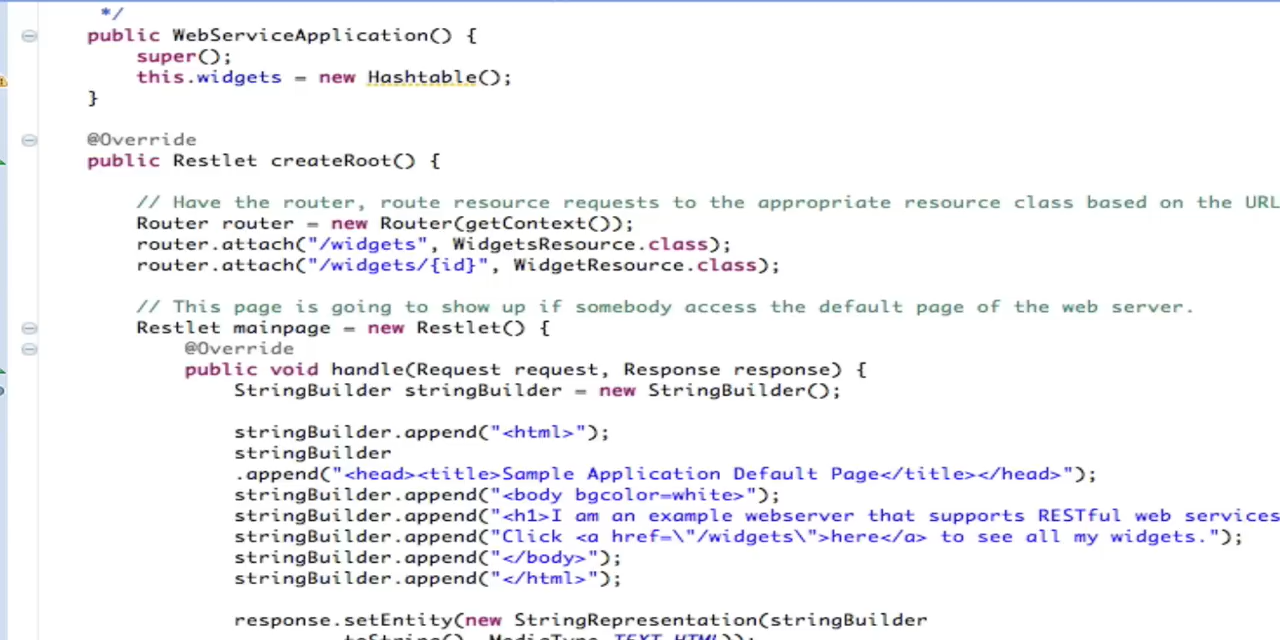 */
public WebServiceApplication() {
super();
this.widgets = new Hashtable();
}
@Override
public Restlet createRoot() {
// Have the router, route resource requests to the appropriate resource class based on the URL
Router router = new Router(getContext());
router.attach("/widgets", WidgetsResource.class);
router.attach("/widgets/{id}", WidgetResource.class);
// This page is going to show up if somebody access the default page of the web server.
Restlet mainpage = new Restlet() {
@Override
public void handle(Request request, Response response) {
StringBuilder stringBuilder = new StringBuilder();
stringBuilder.append("<html>");
stringBuilder
.append("<head><title>Sample Application Default Page</title></head>");
stringBuilder.append("<body bgcolor=white>");
stringBuilder.append("<h1>I am an example webserver that supports RESTful web services
stringBuilder.append("Click <a href=\"/widgets\">here</a> to see all my widgets.");
stringBuilder.append("</body>");
stringBuilder.append("</html>");
response.setEntity(new StringRepresentation(stringBuilder
.toString(), MediaType.TEXT_HTML));